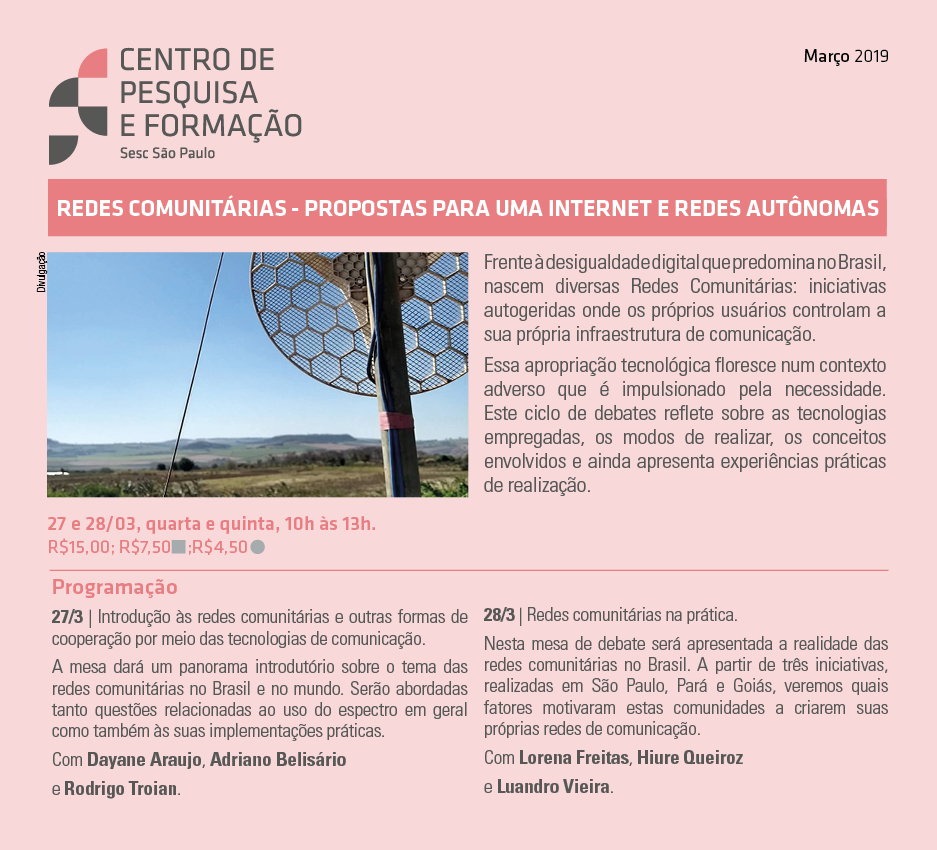 CENTRO DE
PESQUISA
E FORMAÇÃO
Sesc São Paulo
Março 2019
REDES COMUNITÁRIAS - PROPOSTAS PARA UMA INTERNET E REDES AUTÔNOMAS
Divulgação
Frente à desigualdade digital que predomina no Brasil,
nascem diversas Redes Comunitárias: iniciativas
autogeridas onde os próprios usuários controlam a
sua própria infraestrutura de comunicação.
Essa apropriação tecnológica floresce num contexto
adverso que é impulsionado pela necessidade.
Este ciclo de debates reflete sobre as tecnologias
empregadas, os modos de realizar, os conceitos
envolvidos e ainda apresenta experiências práticas
de realização.
27 e 28/03, quarta e quinta, 10h às 13h.
R$15,00; R$7,50■;R$4,50●
Programação
27/3 | Introdução às redes comunitárias e outras formas de
cooperação por meio das tecnologias de comunicação.
A mesa dará um panorama introdutório sobre o tema das
redes comunitárias no Brasil e no mundo. Serão abordadas
tanto questões relacionadas ao uso do espectro em geral
como também às suas implementações práticas.
Com Dayane Araujo, Adriano Belisário
e Rodrigo Troian.
28/3 | Redes comunitárias na prática.
Nesta mesa de debate será apresentada a realidade das
redes comunitárias no Brasil. A partir de três iniciativas,
realizadas em São Paulo, Pará e Goiás, veremos quais
fatores motivaram estas comunidades a criarem suas
próprias redes de comunicação.
Com Lorena Freitas, Hiure Queiroz
e Luandro Vieira.